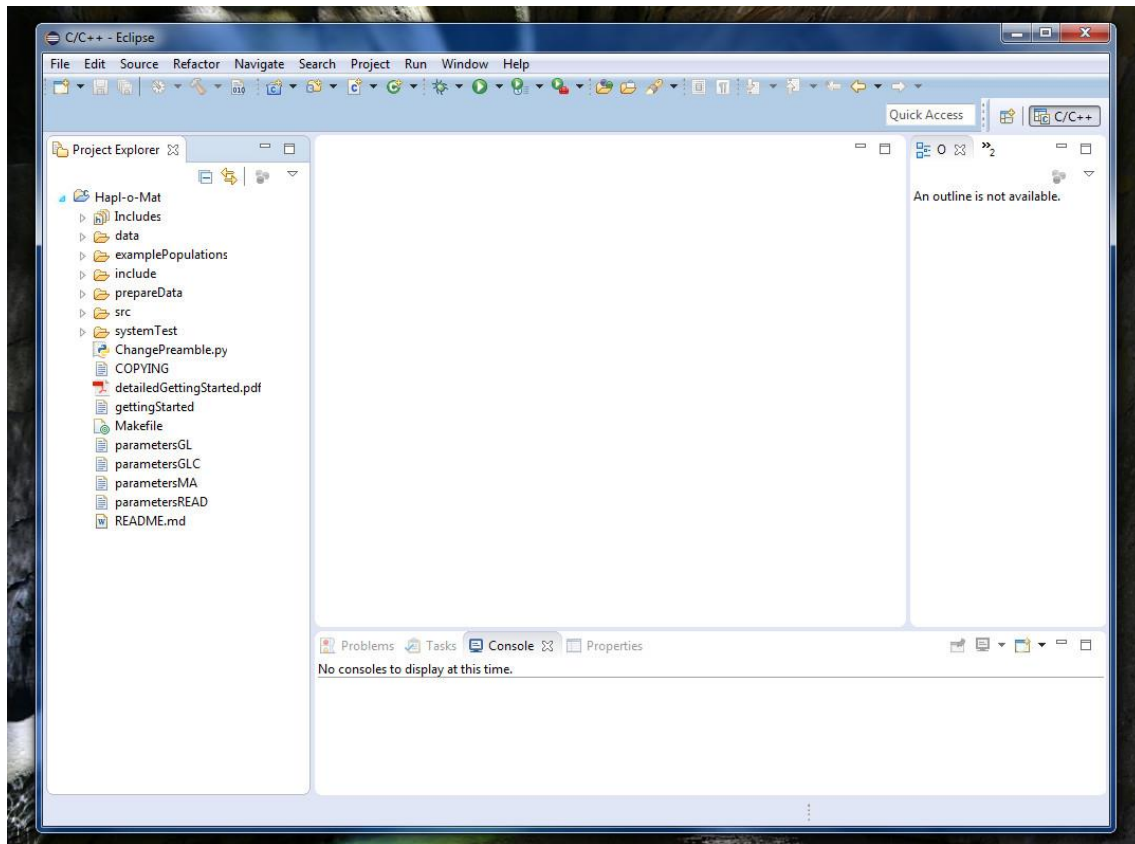 C/C++ - Eclipse
File Edit Source Refactor Navigate Search Project Run Window Help
010
Quick Access
C/C++
Project Explorer
Hapl-o-Mat
Includes
data
examplePopulations
include
prepareData
src
systemTest
ChangePreamble.py
COPYING
detailedGettingStarted.pdf
gettingStarted
Makefile
parametersGL
parametersGLC
parametersMA
parametersREAD
README.md
O »2
An outline is not available.
Problems Tasks Console Properties
No consoles to display at this time.